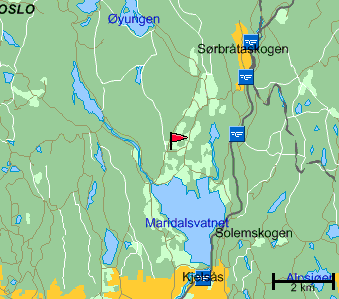 OSLO
Øyungen
Sørbråtaskogen
Maridalsvatnet
Solemskogen
Kjelsås
Alnsjøen
2 km